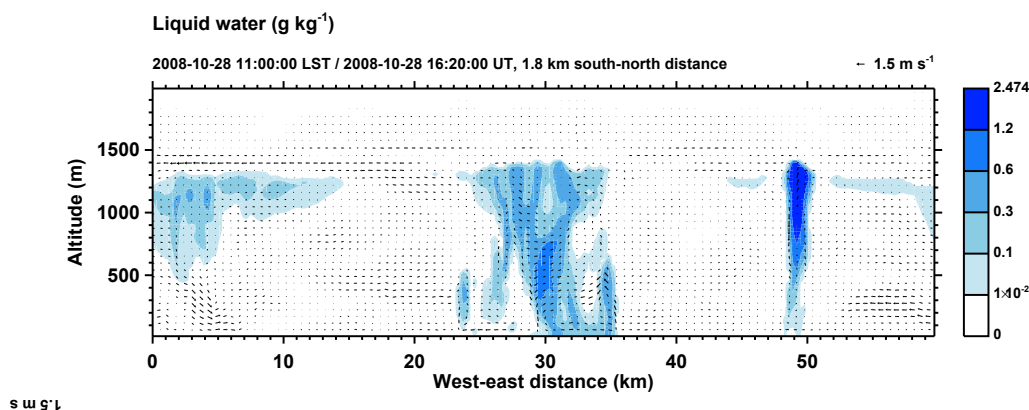 Liquid water (g kg⁻¹)
2008-10-28 11:00:00 LST / 2008-10-28 16:20:00 UT, 1.8 km south-north distance
← 1.5 m s⁻¹
2.474
1.2
0.6
0.3
0.1
1×10⁻²
0
Altitude (m)
1500
1000
500
0
0 10 20 30 40 50
West-east distance (km)
1.5 m s